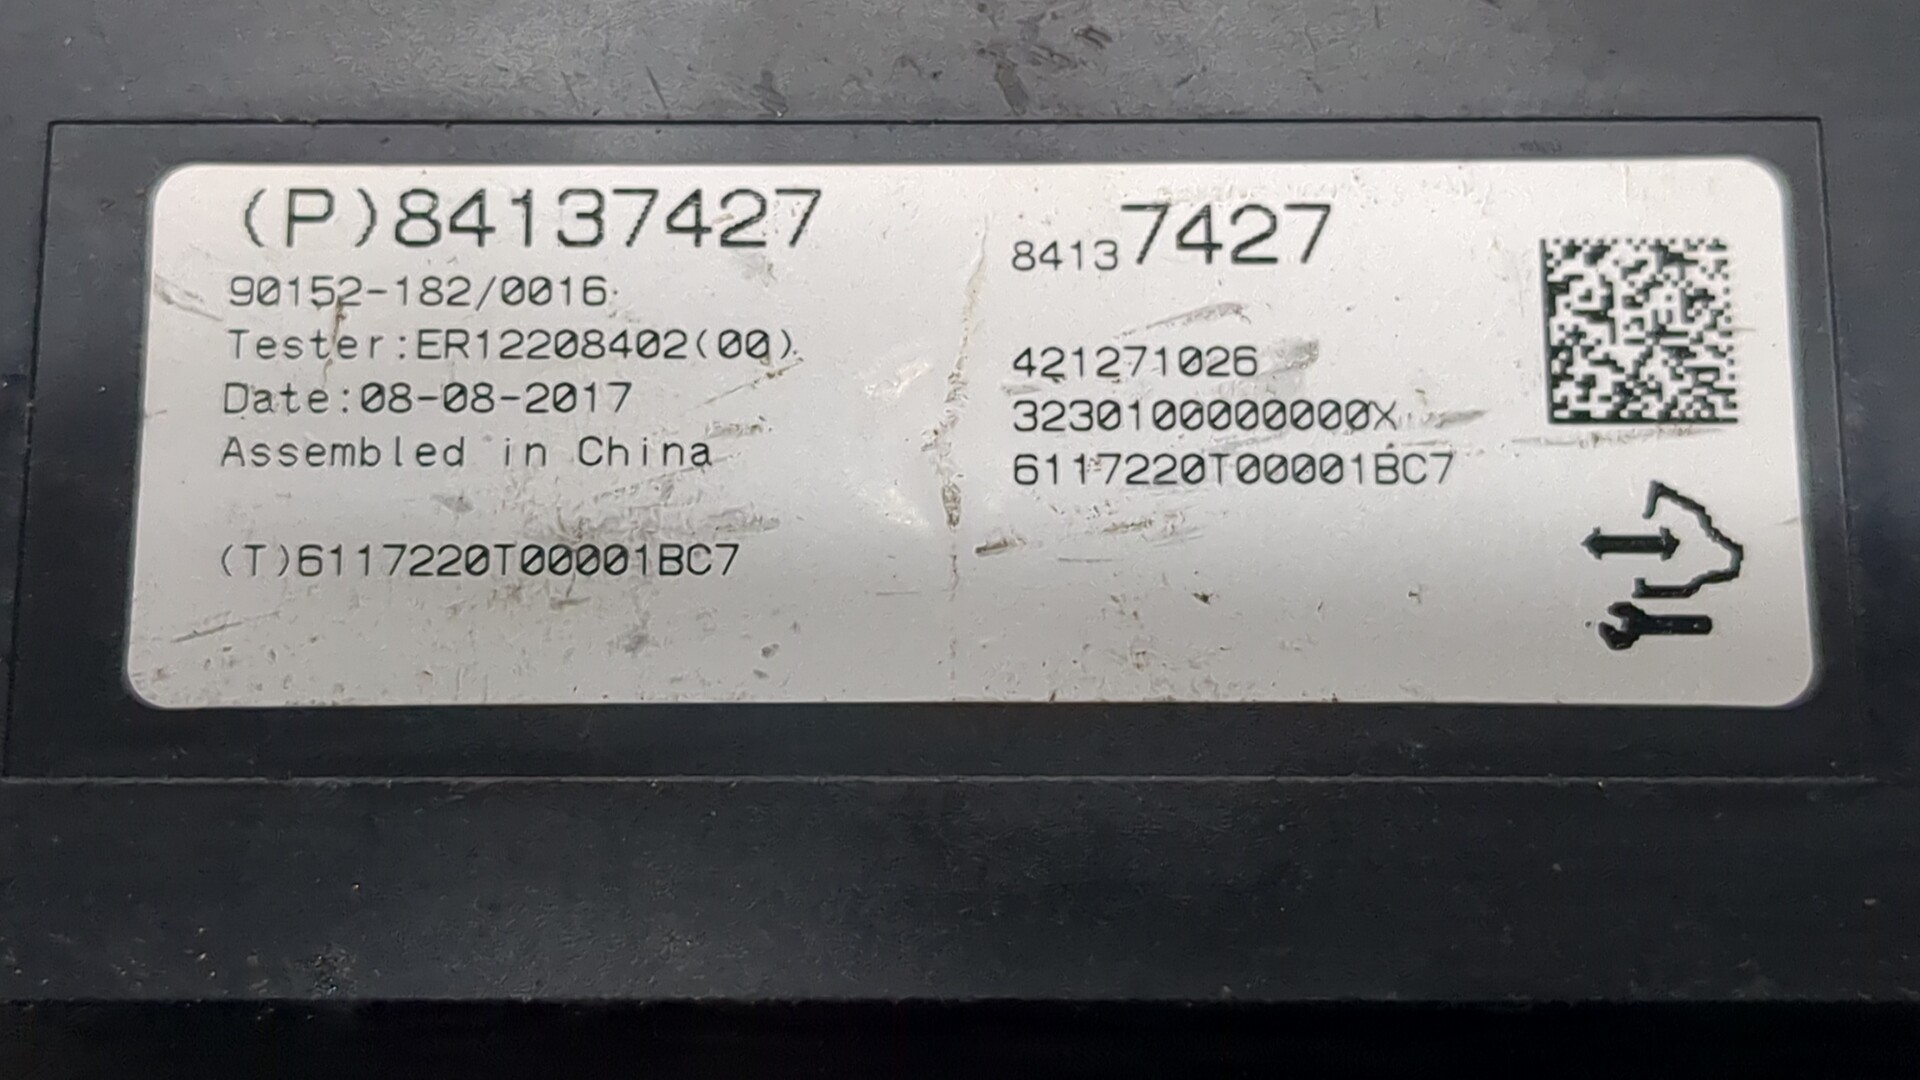 (P)84137427
90152-182/0016
Tester:ER12208402(00)
Date:08-08-2017
Assembled in China
(T)6117220T00001BC7
84137427
421271026
3230100000000X
6117220T00001BC7